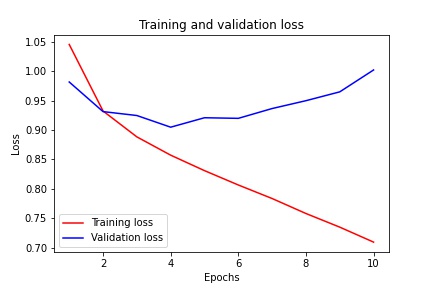 Training and validation loss
1.05
1.00
0.95
0.90
0.85
0.80
0.75
0.70
Loss
Training loss
Validation loss
2
4
6
8
10
Epochs